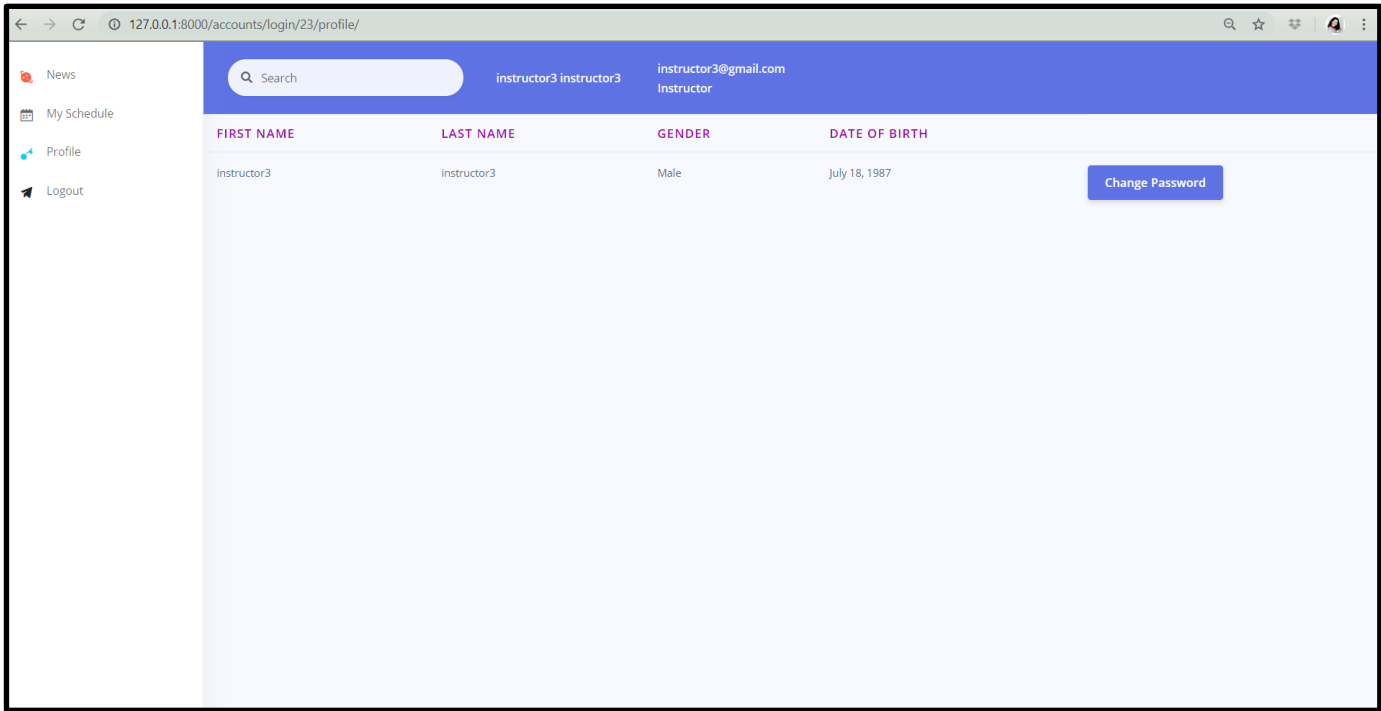 127.0.0.1:8000/accounts/login/23/profile/
News
My Schedule
Profile
Logout
Search
instructor3 instructor3
instructor3@gmail.com
Instructor
FIRST NAME LAST NAME GENDER DATE OF BIRTH
instructor3 instructor3 Male July 18, 1987 Change Password